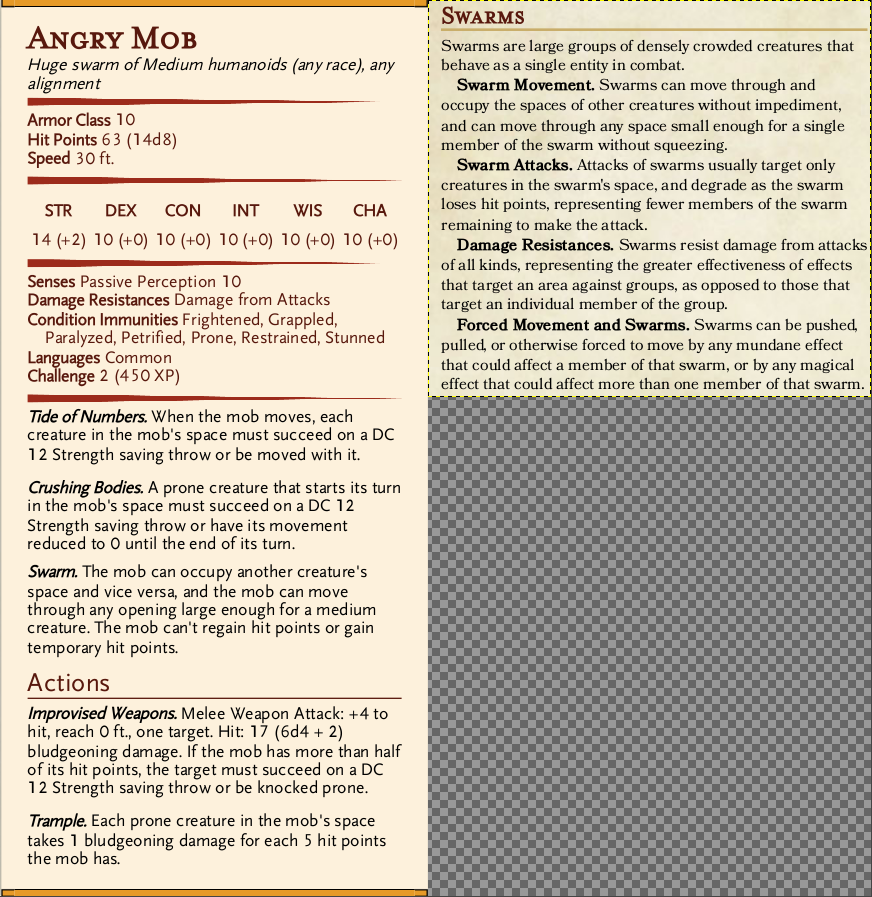 Angry Mob
Huge swarm of Medium humanoids (any race), any
alignment
Armor Class 10
Hit Points 63 (14d8)
Speed 30 ft.
STR DEX CON INT WIS CHA
14 (+2) 10 (+0) 10 (+0) 10 (+0) 10 (+0) 10 (+0)
Senses Passive Perception 10
Damage Resistances Damage from Attacks
Condition Immunities Frightened, Grappled,
Paralyzed, Petrified, Prone, Restrained, Stunned
Languages Common
Challenge 2 (450 XP)
Tide of Numbers. When the mob moves, each
creature in the mob's space must succeed on a DC
12 Strength saving throw or be moved with it.
Crushing Bodies. A prone creature that starts its turn
in the mob's space must succeed on a DC 12
Strength saving throw or have its movement
reduced to 0 until the end of its turn.
Swarm. The mob can occupy another creature's
space and vice versa, and the mob can move
through any opening large enough for a medium
creature. The mob can't regain hit points or gain
temporary hit points.
Actions
Improvised Weapons. Melee Weapon Attack: +4 to
hit, reach 0 ft., one target. Hit: 17 (6d4 + 2)
bludgeoning damage. If the mob has more than half
of its hit points, the target must succeed on a DC
12 Strength saving throw or be knocked prone.
Trample. Each prone creature in the mob's space
takes 1 bludgeoning damage for each 5 hit points
the mob has.
Swarms
Swarms are large groups of densely crowded creatures that
behave as a single entity in combat.
Swarm Movement. Swarms can move through and
occupy the spaces of other creatures without impediment,
and can move through any space small enough for a single
member of the swarm without squeezing.
Swarm Attacks. Attacks of swarms usually target only
creatures in the swarm's space, and degrade as the swarm
loses hit points, representing fewer members of the swarm
remaining to make the attack.
Damage Resistances. Swarms resist damage from attacks
of all kinds, representing the greater effectiveness of effects
that target an area against groups, as opposed to those that
target an individual member of the group.
Forced Movement and Swarms. Swarms can be pushed,
pulled, or otherwise forced to move by any mundane effect
that could affect a member of that swarm, or by any magical
effect that could affect more than one member of that swarm.